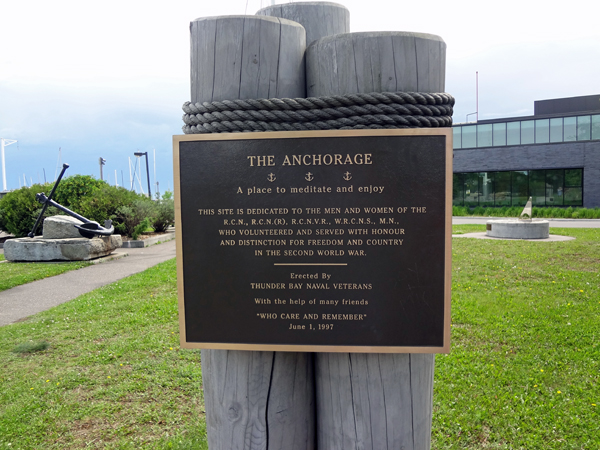 THE ANCHORAGE
A place to meditate and enjoy
THIS SITE IS DEDICATED TO THE MEN AND WOMEN OF THE
R.C.N., R.C.N.(R), R.C.N.V.R., W.R.C.N.S., M.N.,
WHO VOLUNTEERED AND SERVED WITH HONOUR
AND DISTINCTION FOR FREEDOM AND COUNTRY
IN THE SECOND WORLD WAR.
Erected By
THUNDER BAY NAVAL VETERANS
With the help of many friends
"WHO CARE AND REMEMBER"
June 1, 1997